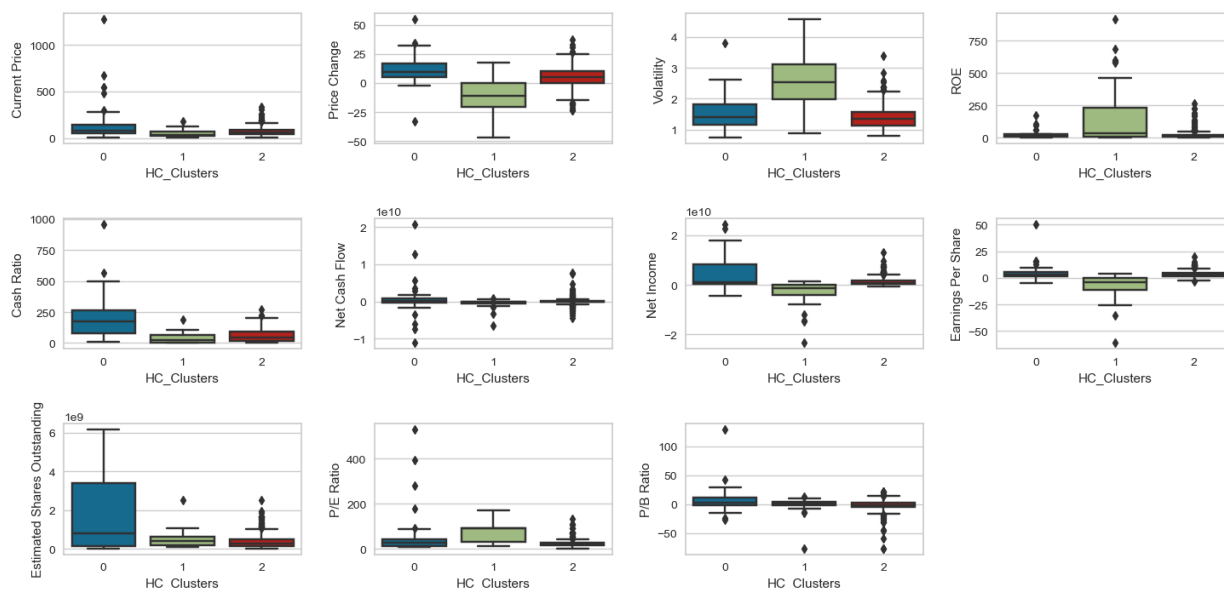 Current Price
1000
500
0
0 1 2
HC_Clusters
Price Change
50
25
0
−25
−50
0 1 2
HC_Clusters
Volatility
4
3
2
1
0 1 2
HC_Clusters
ROE
750
500
250
0
0 1 2
HC_Clusters
Cash Ratio
1000
750
500
250
0
0 1 2
HC_Clusters
1e10
Net Cash Flow
2
1
0
−1
0 1 2
HC_Clusters
1e10
Net Income
2
0
−2
0 1 2
HC_Clusters
Earnings Per Share
50
25
0
−25
−50
0 1 2
HC_Clusters
1e9
Estimated Shares Outstanding
6
4
2
0
0 1 2
HC_Clusters
P/E Ratio
400
200
0
0 1 2
HC_Clusters
P/B Ratio
100
50
0
−50
0 1 2
HC_Clusters